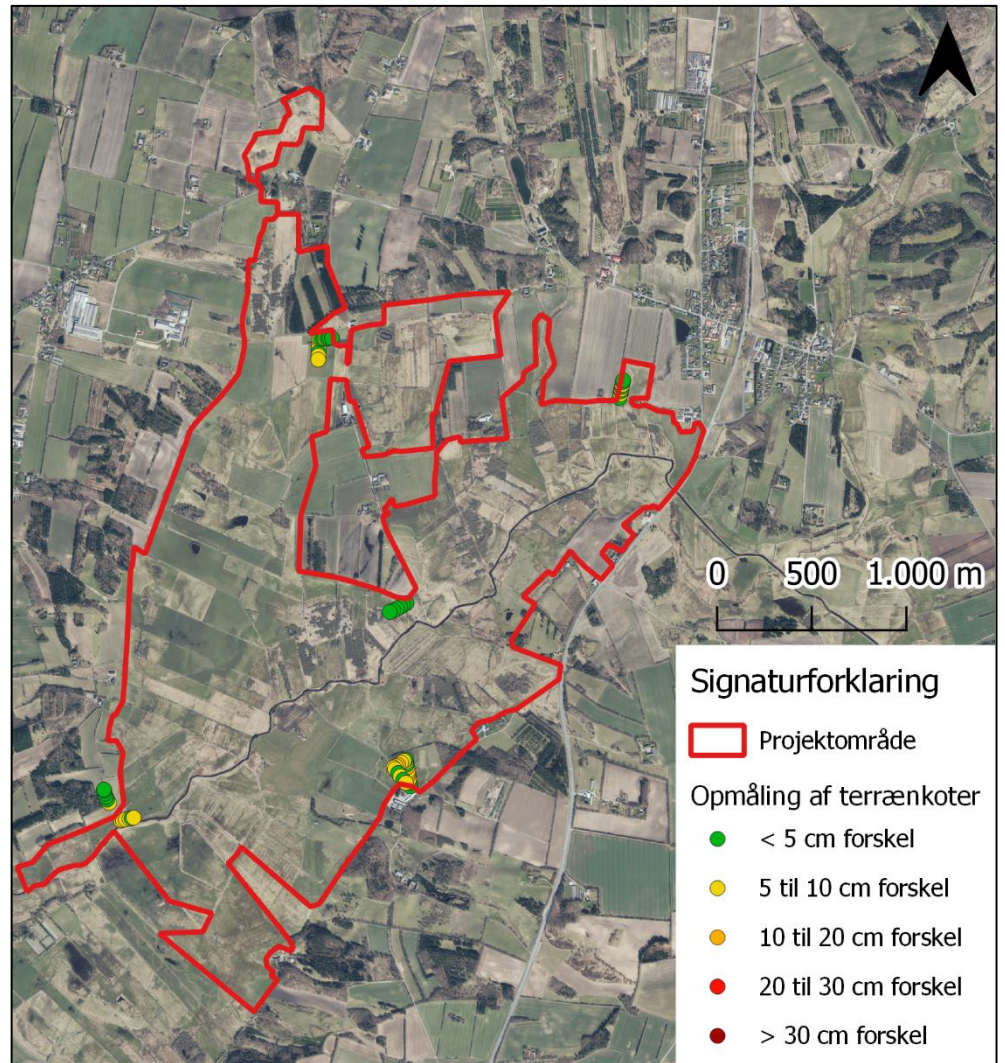 0 500 1.000 m
Signaturforklaring
Projektområde
Opmåling af terrænkoter
< 5 cm forskel
5 til 10 cm forskel
10 til 20 cm forskel
20 til 30 cm forskel
> 30 cm forskel